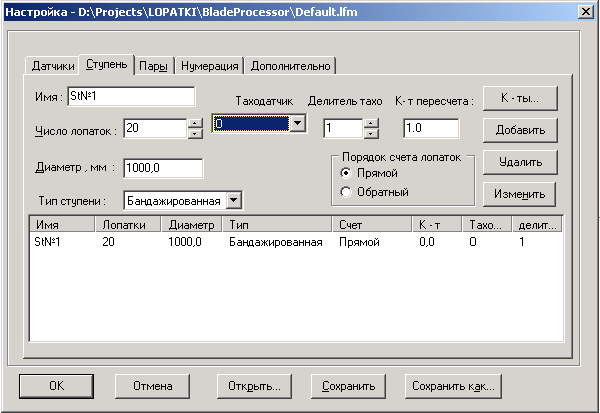 Настройка - D:\Projects\LOPATKI\BladeProcessor\Default.lfm
Датчики Ступень Пары Нумерация Дополнительно
Имя : StN°1 Таходатчик Делитель тахо К- т пересчета : К - ты...
Число лопаток : 20 0 1 1.0 Добавить
Диаметр , мм : 1000,0 Порядок счета лопаток Удалить
Прямой
Тип ступени : Бандажированная Обратный Изменить
Имя Лопатки Диаметр Тип Счет К - т Тахо... делит...
StN°1 20 1000,0 Бандажированная Прямой 0,0 0 1
OK Отмена Открыть... Сохранить Сохранить как...